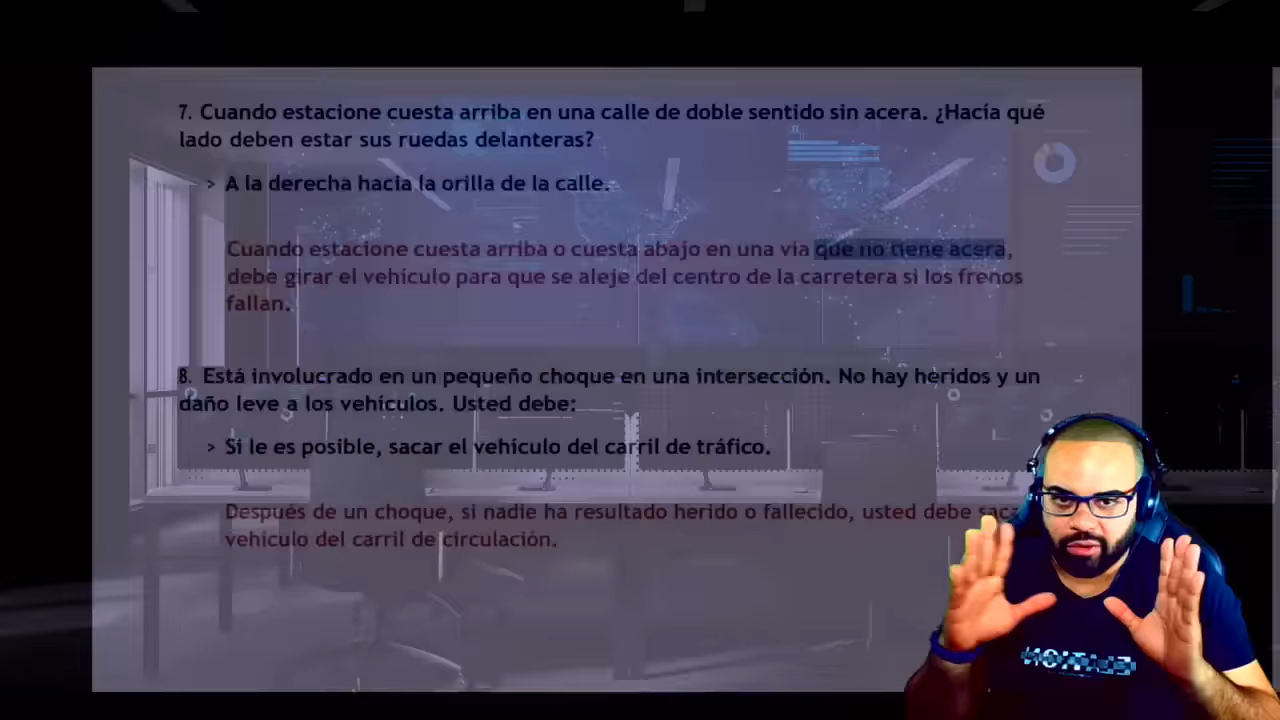 7. Cuando estacione cuesta arriba en una calle de doble sentido sin acera. ¿Hacía qué
lado deben estar sus ruedas delanteras?
> A la derecha hacia la orilla de la calle.
Cuando estacione cuesta arriba o cuesta abajo en una via que no tiene acera,
debe girar el vehículo para que se aleje del centro de la carretera si los frenos
fallan.
8. Está involucrado en un pequeño choque en una intersección. No hay heridos y un
daño leve a los vehículos. Usted debe:
> Si le es posible, sacar el vehículo del carril de tráfico.
Después de un choque, si nadie ha resultado herido o fallecido, usted debe
vehículo del carril de circulación.